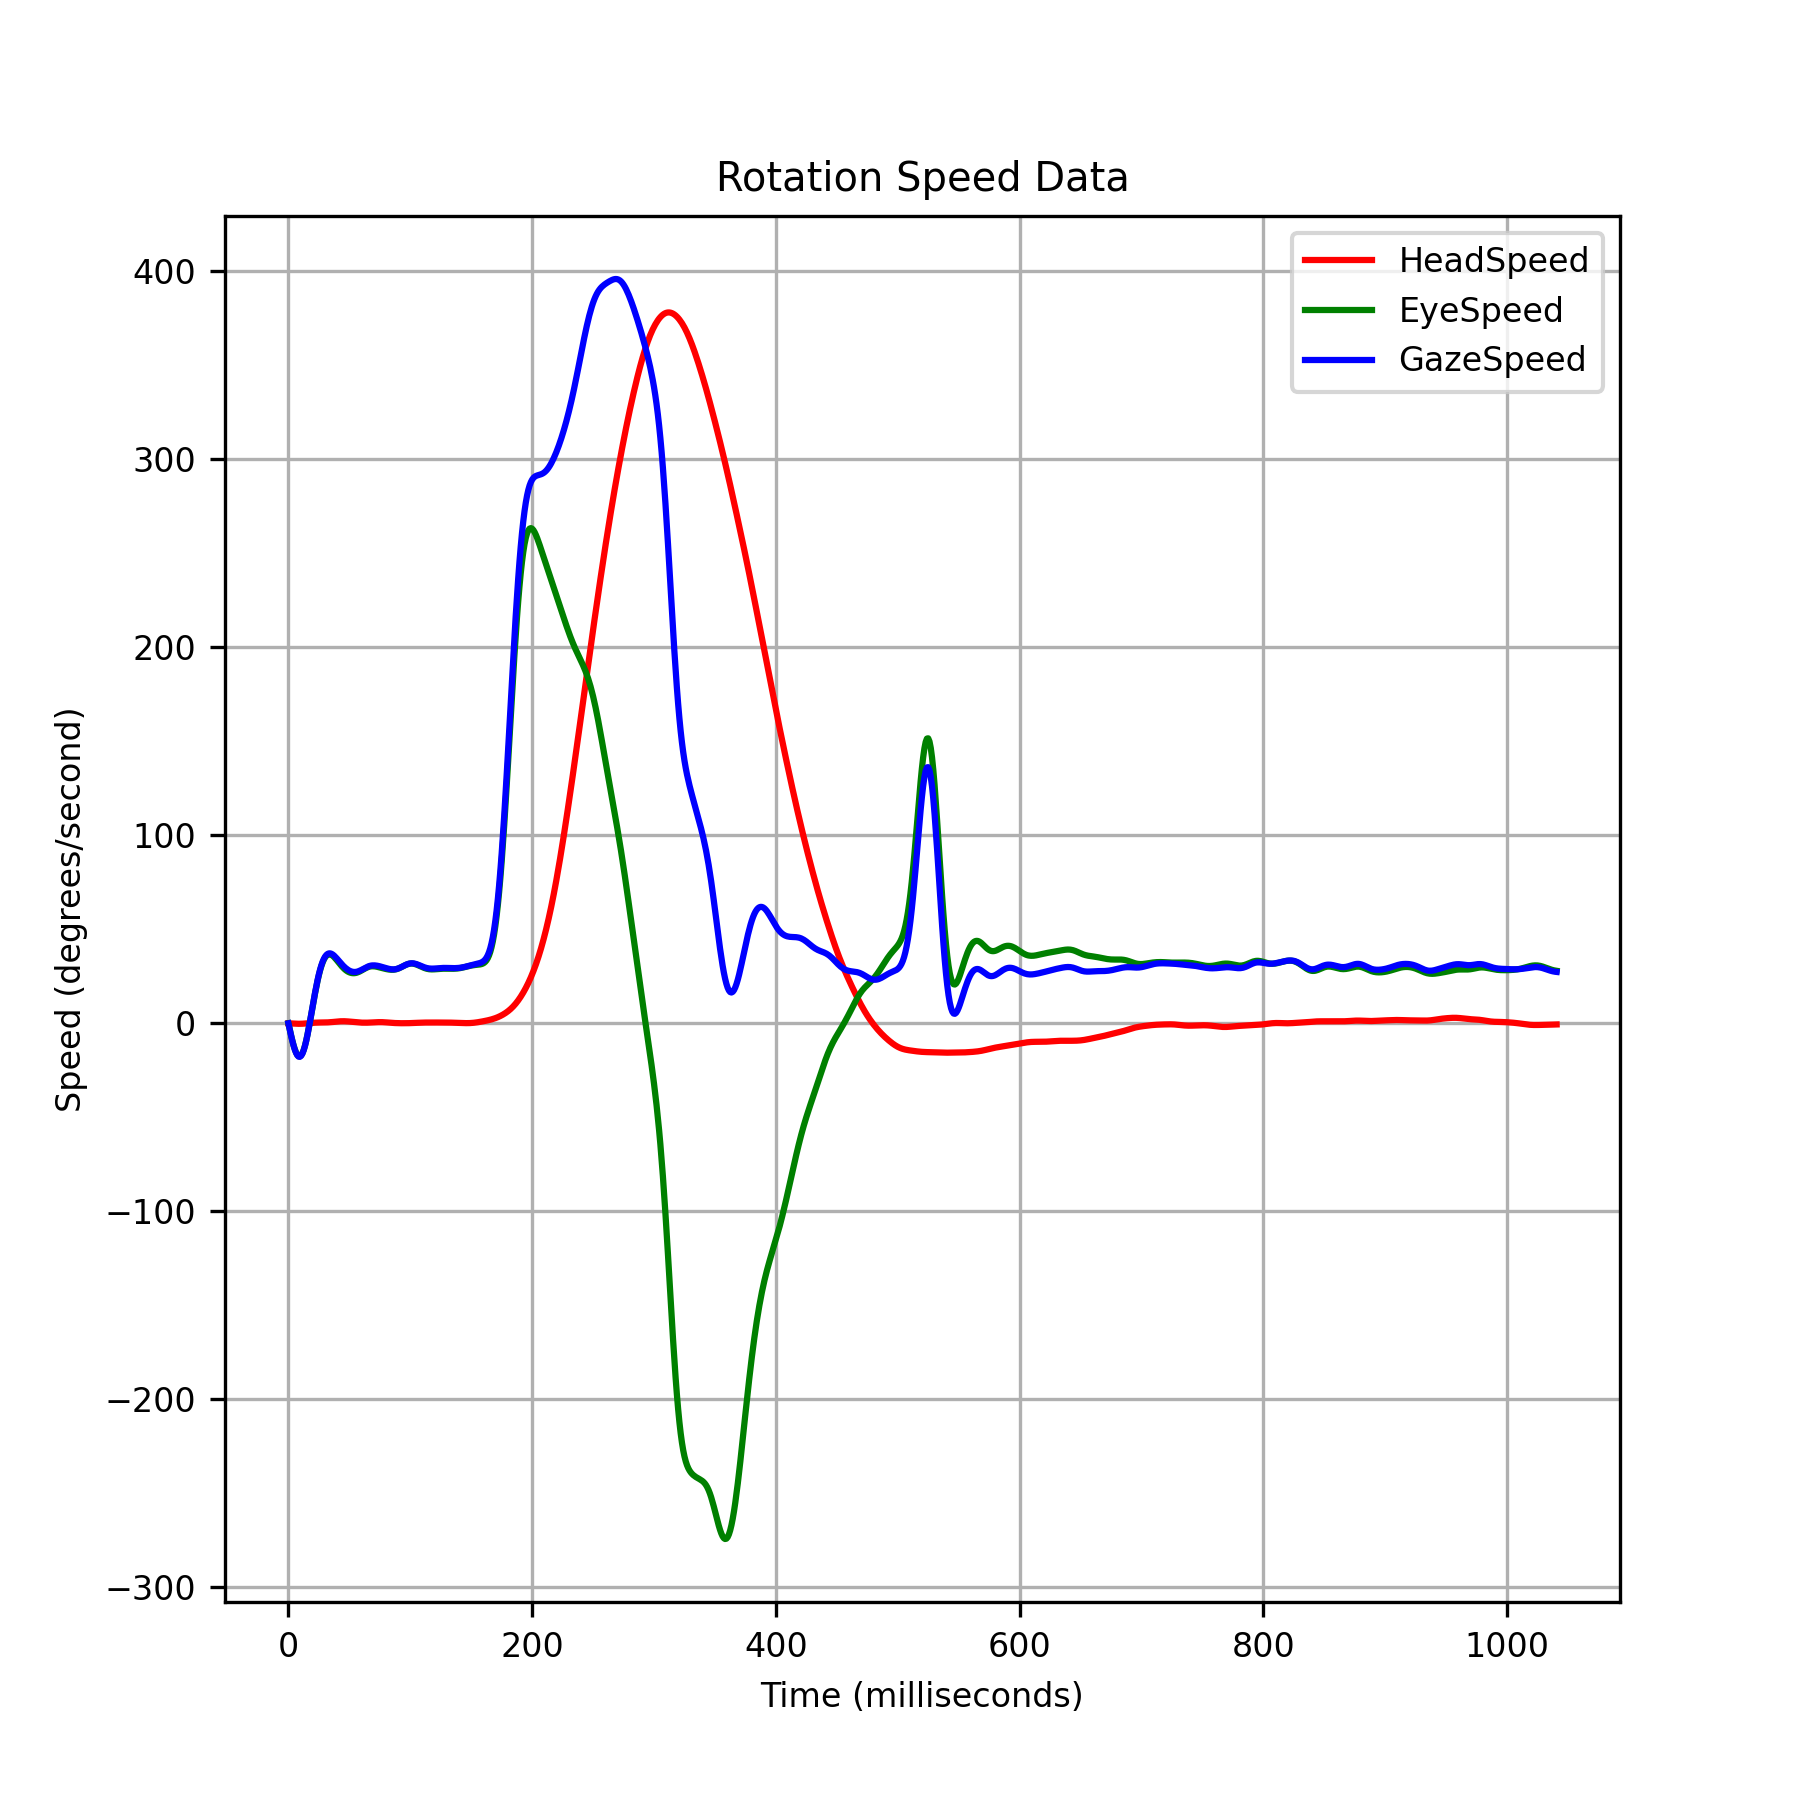 Rotation Speed Data
HeadSpeed
EyeSpeed
GazeSpeed
Speed (degrees/second)
400
300
200
100
0
−100
−200
−300
0 200 400 600 800 1000
Time (milliseconds)